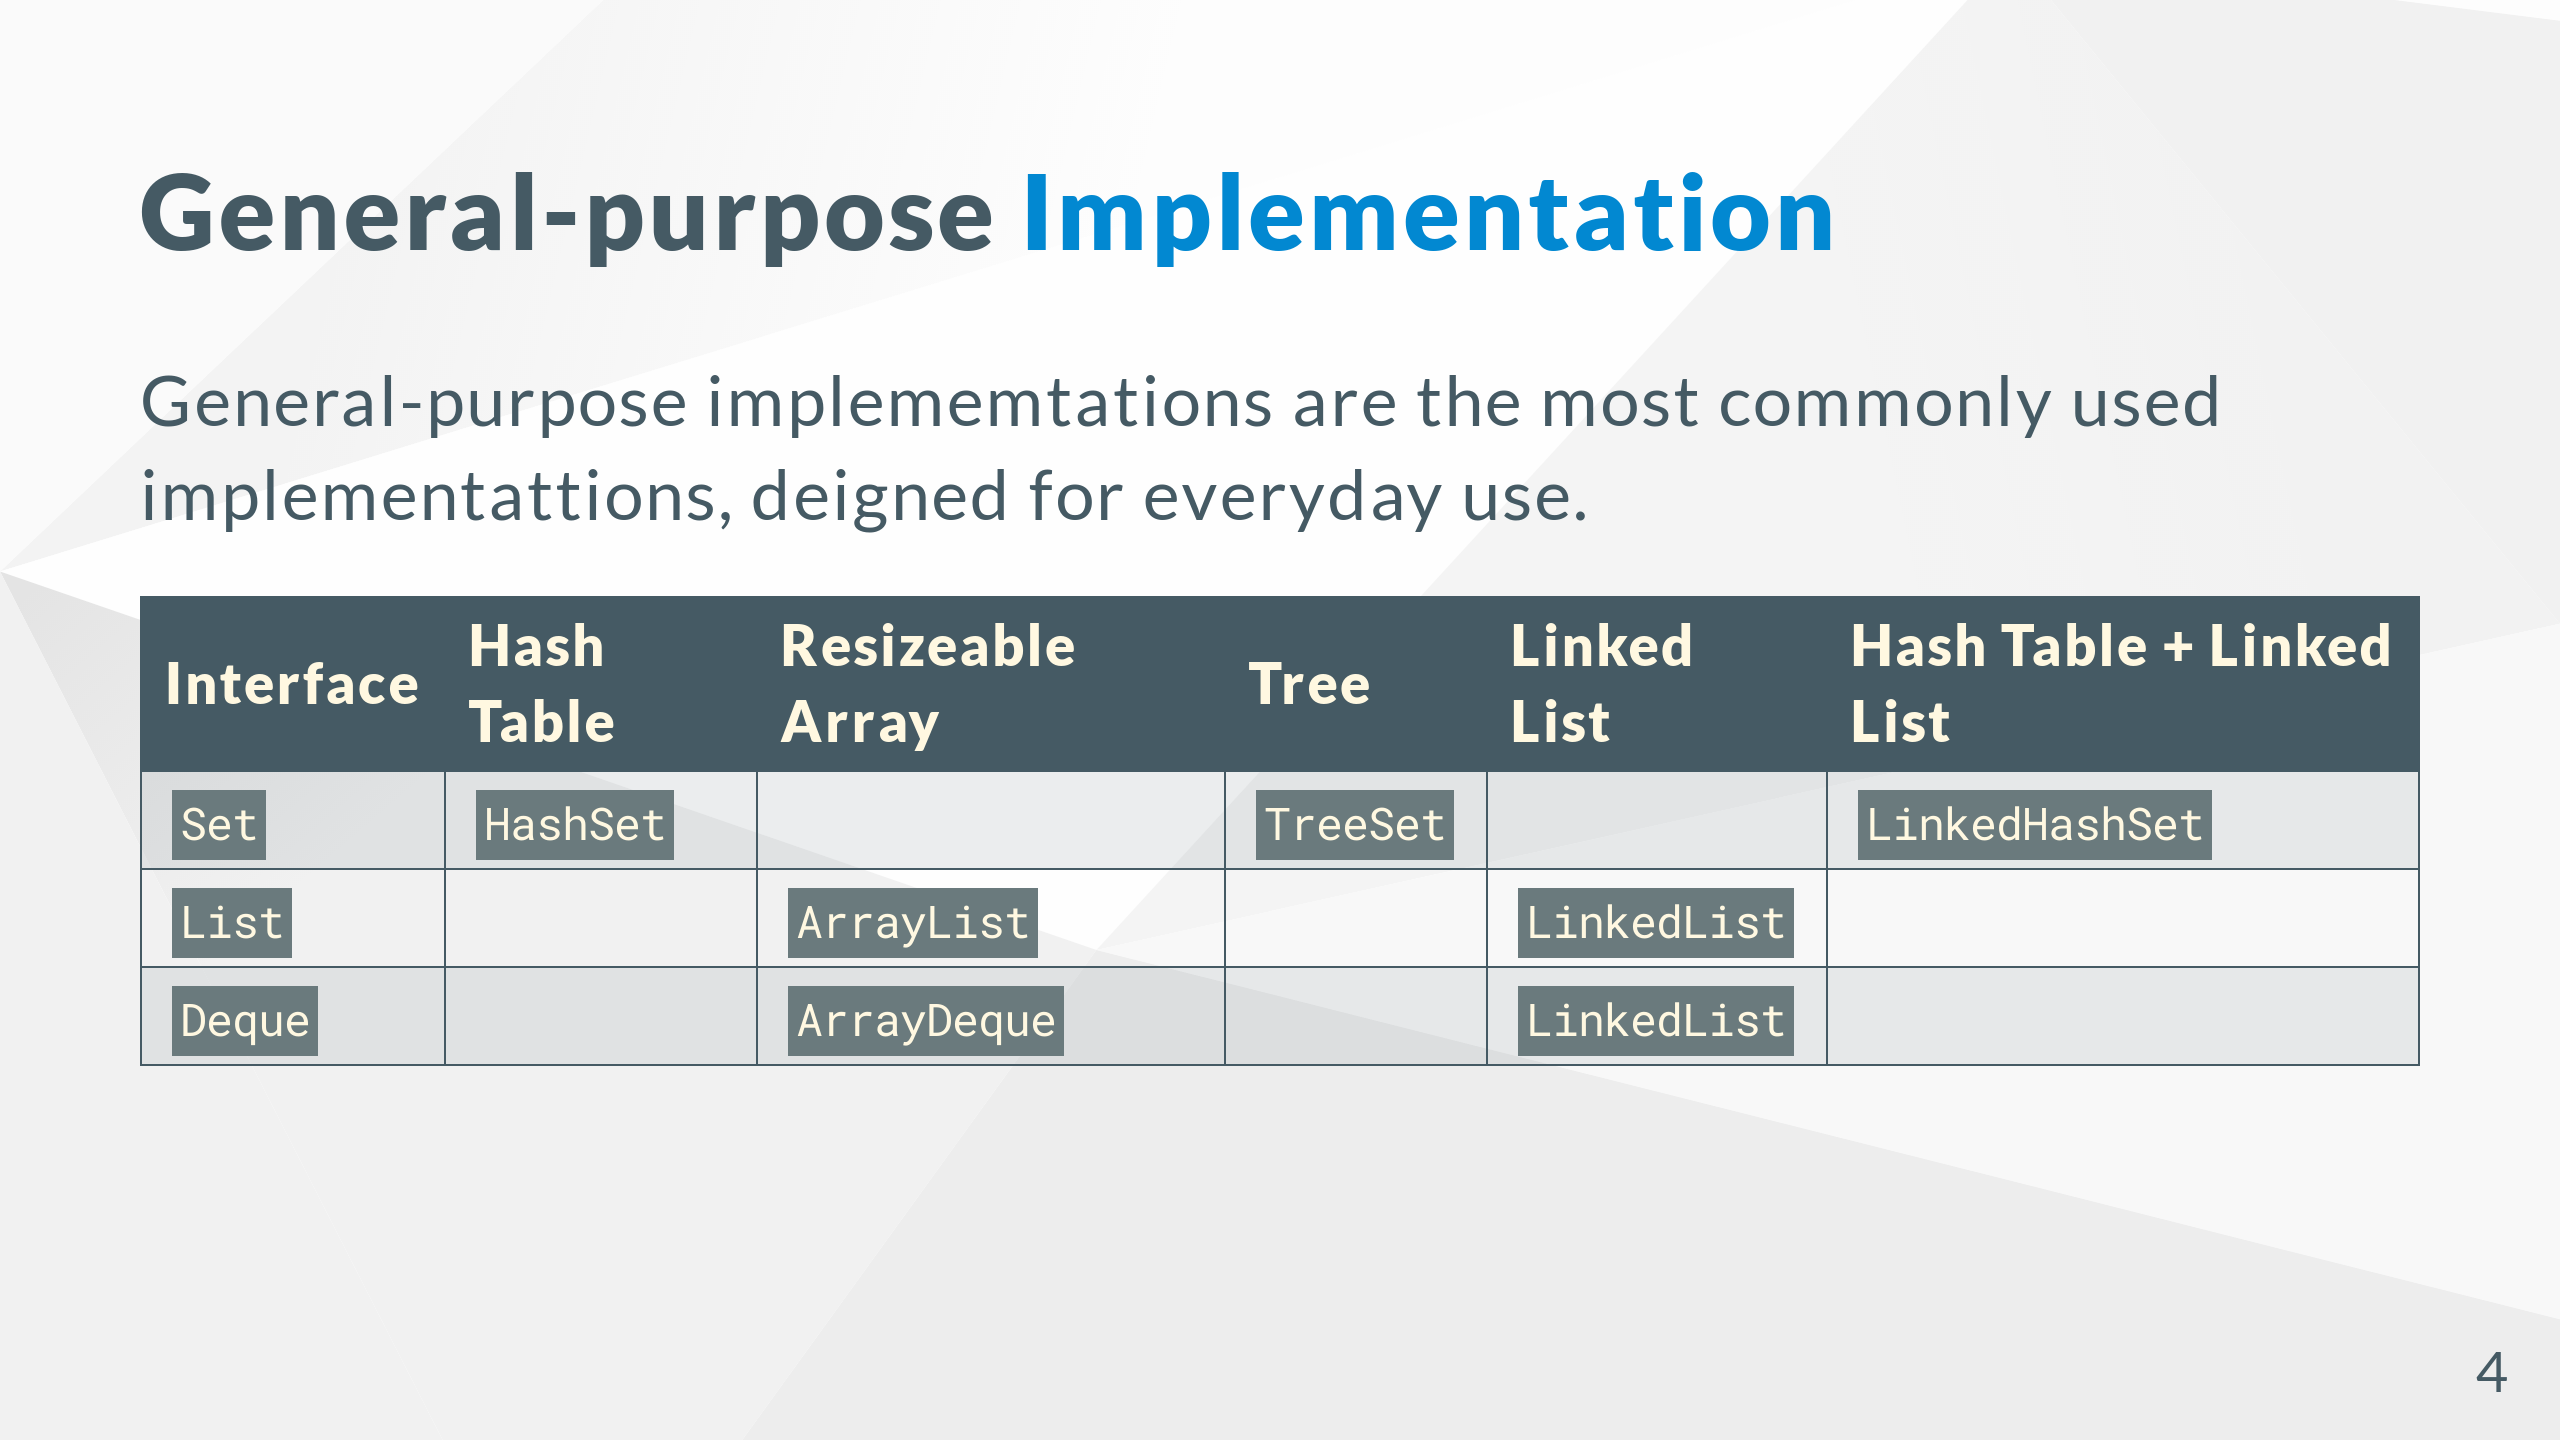 General-purpose Implementation
General-purpose implememtations are the most commonly used
implementattions, deigned for everyday use.
Interface Hash Table Resizeable Array Tree Linked List Hash Table + Linked List
Set HashSet TreeSet LinkedHashSet
List ArrayList LinkedList
Deque ArrayDeque LinkedList
4